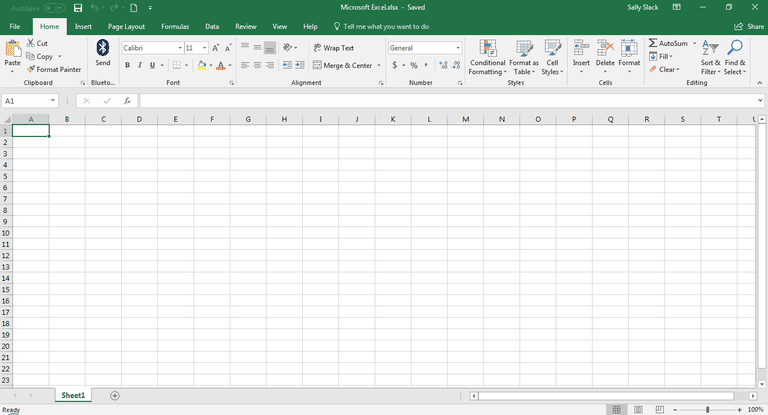 AutoSave Off Microsoft Excel.xlsx - Saved Sally Slack
File Home Insert Page Layout Formulas Data Review View Help Tell me what you want to do Share
Paste Cut Copy Format Painter
Clipboard
Send
Blueto...
Calibri 11
B I U A
Font
Wrap Text
Merge & Center
Alignment
General
$ % ,
Number
Conditional Formatting Format as Table Cell Styles
Styles
Insert Delete Format
Cells
AutoSum
Fill
Clear
Sort & Filter Find & Select
Editing
A1 fx
A B C D E F G H I J K L M N O P Q R S T U
1
2
3
4
5
6
7
8
9
10
11
12
13
14
15
16
17
18
19
20
21
22
23
Sheet1
Ready 100%